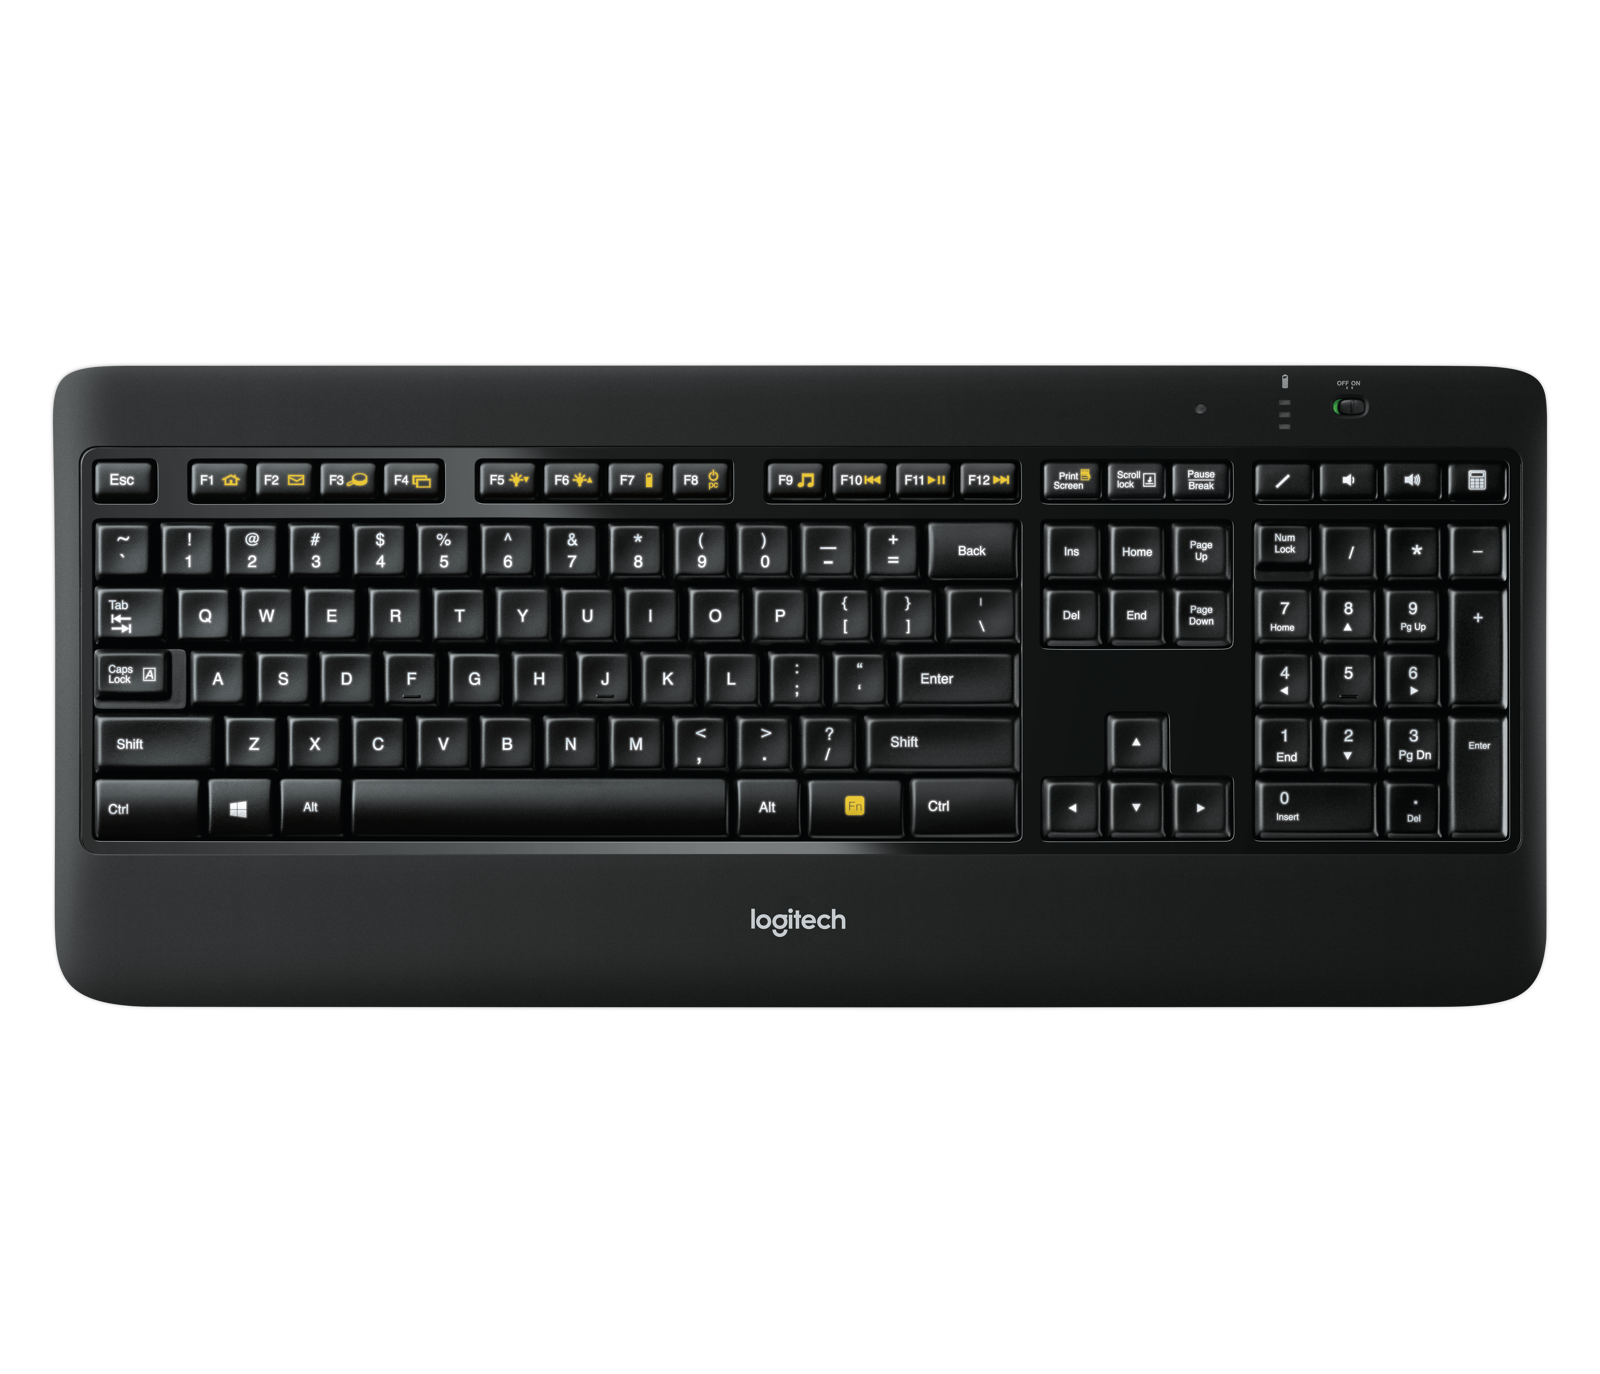 OFF ON
Esc F1 F2 F3 F4 F5 F6 F7 F8 pc F9 F10 F11 F12 Print Screen Scroll lock Pause Break
~ ` ! 1 @ 2 # 3 $ 4 % 5 ^ 6 & 7 * 8 ( 9 ) 0 — - + = Back Ins Home Page Up Num Lock / * -
Tab Q W E R T Y U I O P { [ } ] ¦ \ Del End Page Down 7 Home 8 9 Pg Up +
Caps Lock A A S D F G H J K L : ; “ ‘ Enter 4 5 6
Shift Z X C V B N M < , > . ? / Shift 1 End 2 3 Pg Dn Enter
Ctrl Alt Alt Fn Ctrl 0 Insert . Del
logitech